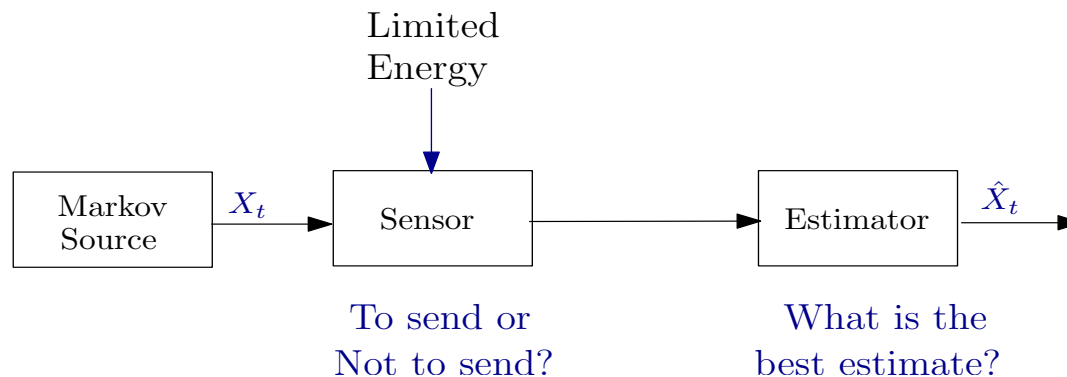 Limited
Energy
Markov
Source
X_t
Sensor
Estimator
X̂_t
To send or
Not to send?
What is the
best estimate?